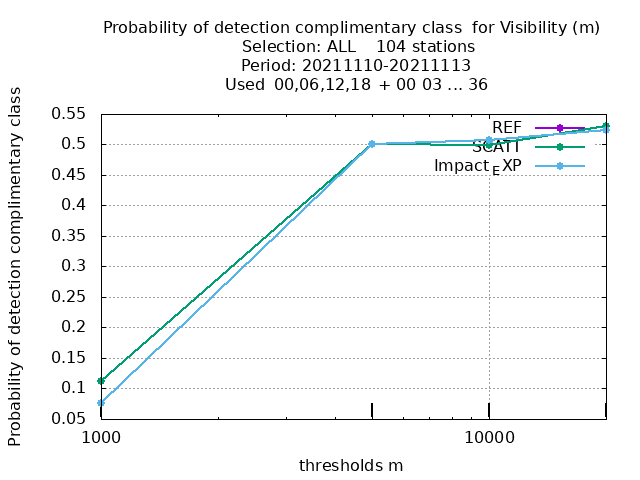 Probability of detection complimentary class  for Visibility (m)
Selection: ALL    104 stations
Period: 20211110-20211113
Used  00,06,12,18 + 00 03 ... 36
Probability of detection complimentary class
0.55
0.5
0.45
0.4
0.35
0.3
0.25
0.2
0.15
0.1
0.05
REF
SCATT
Impact_EXP
1000
10000
thresholds m